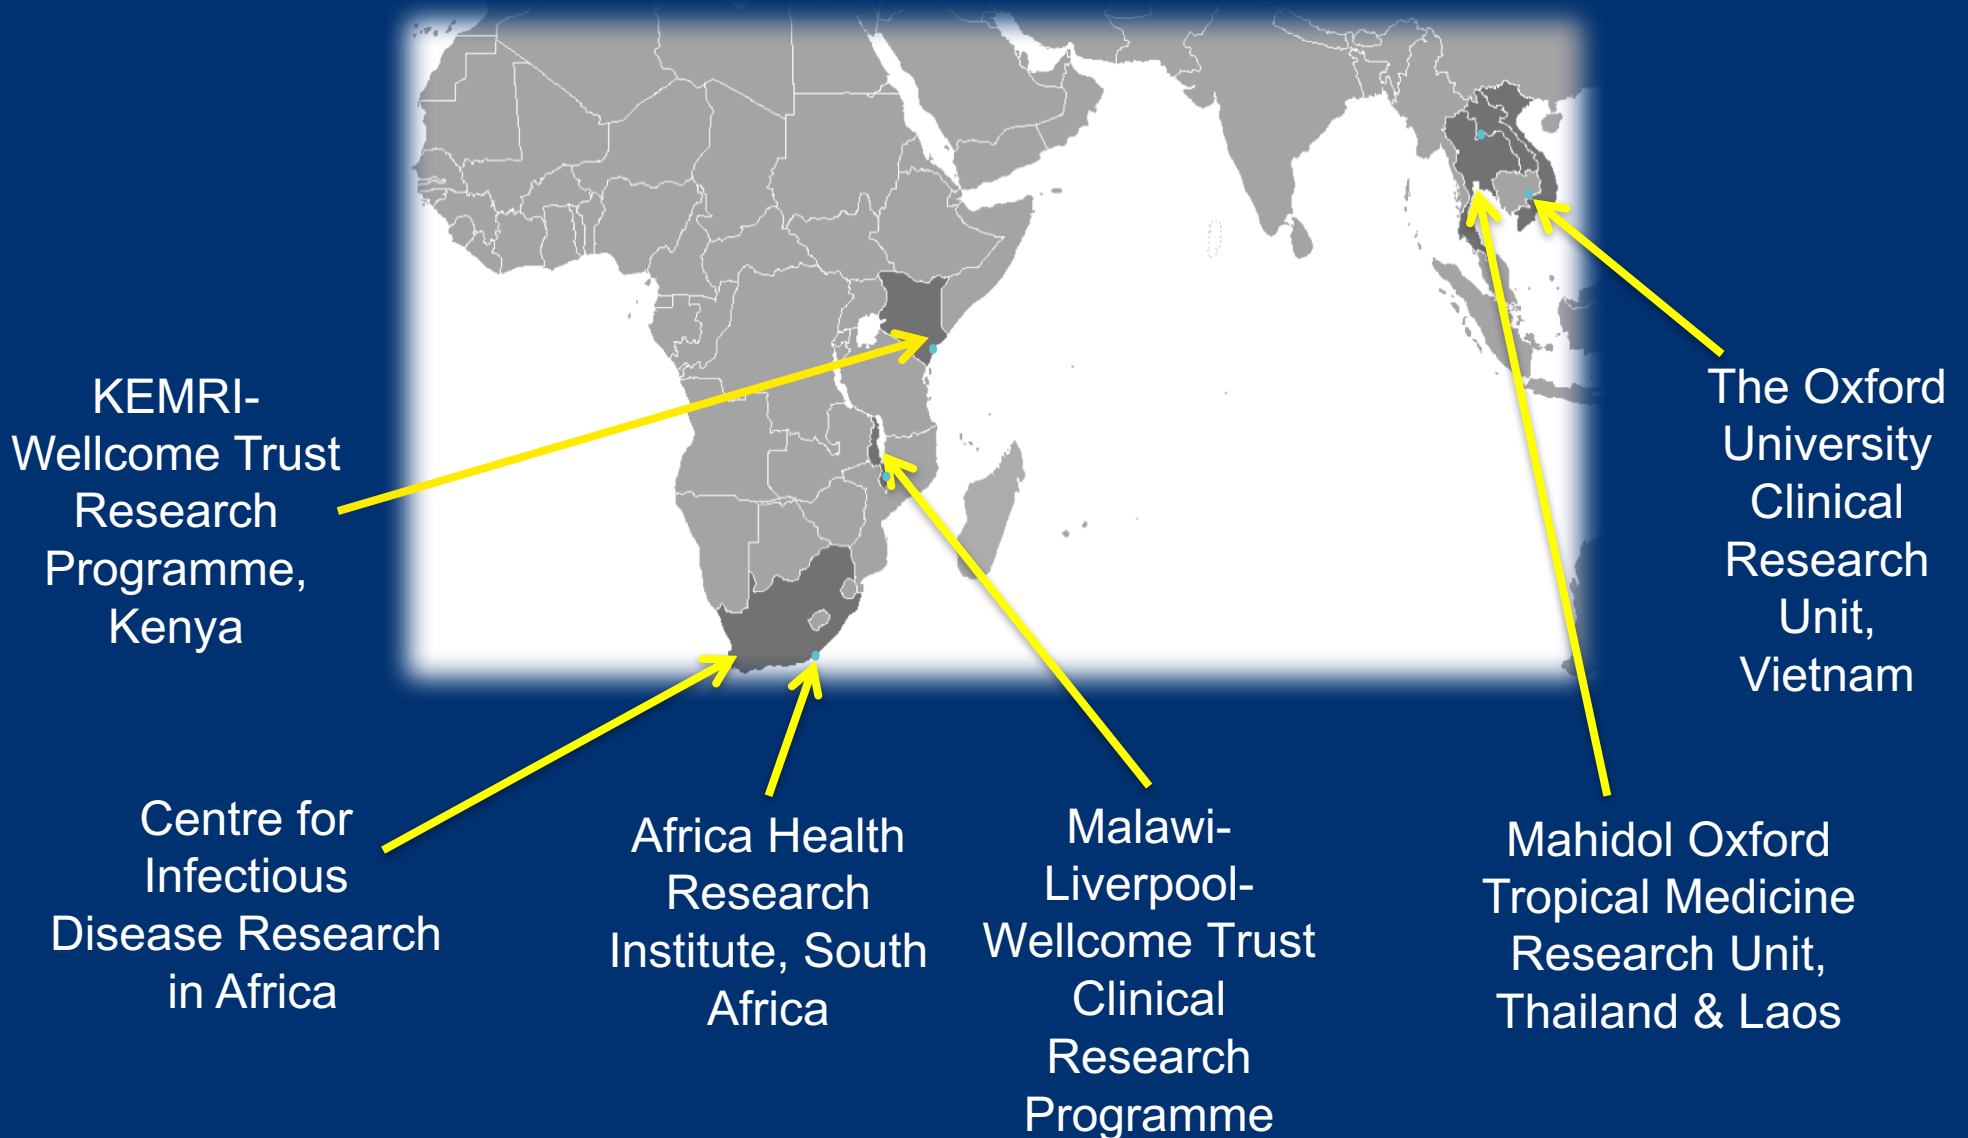 KEMRI-
Wellcome Trust
Research
Programme,
Kenya
The Oxford
University
Clinical
Research
Unit,
Vietnam
Centre for
Infectious
Disease Research
in Africa
Africa Health
Research
Institute, South
Africa
Malawi-
Liverpool-
Wellcome Trust
Clinical
Research
Programme
Mahidol Oxford
Tropical Medicine
Research Unit,
Thailand & Laos